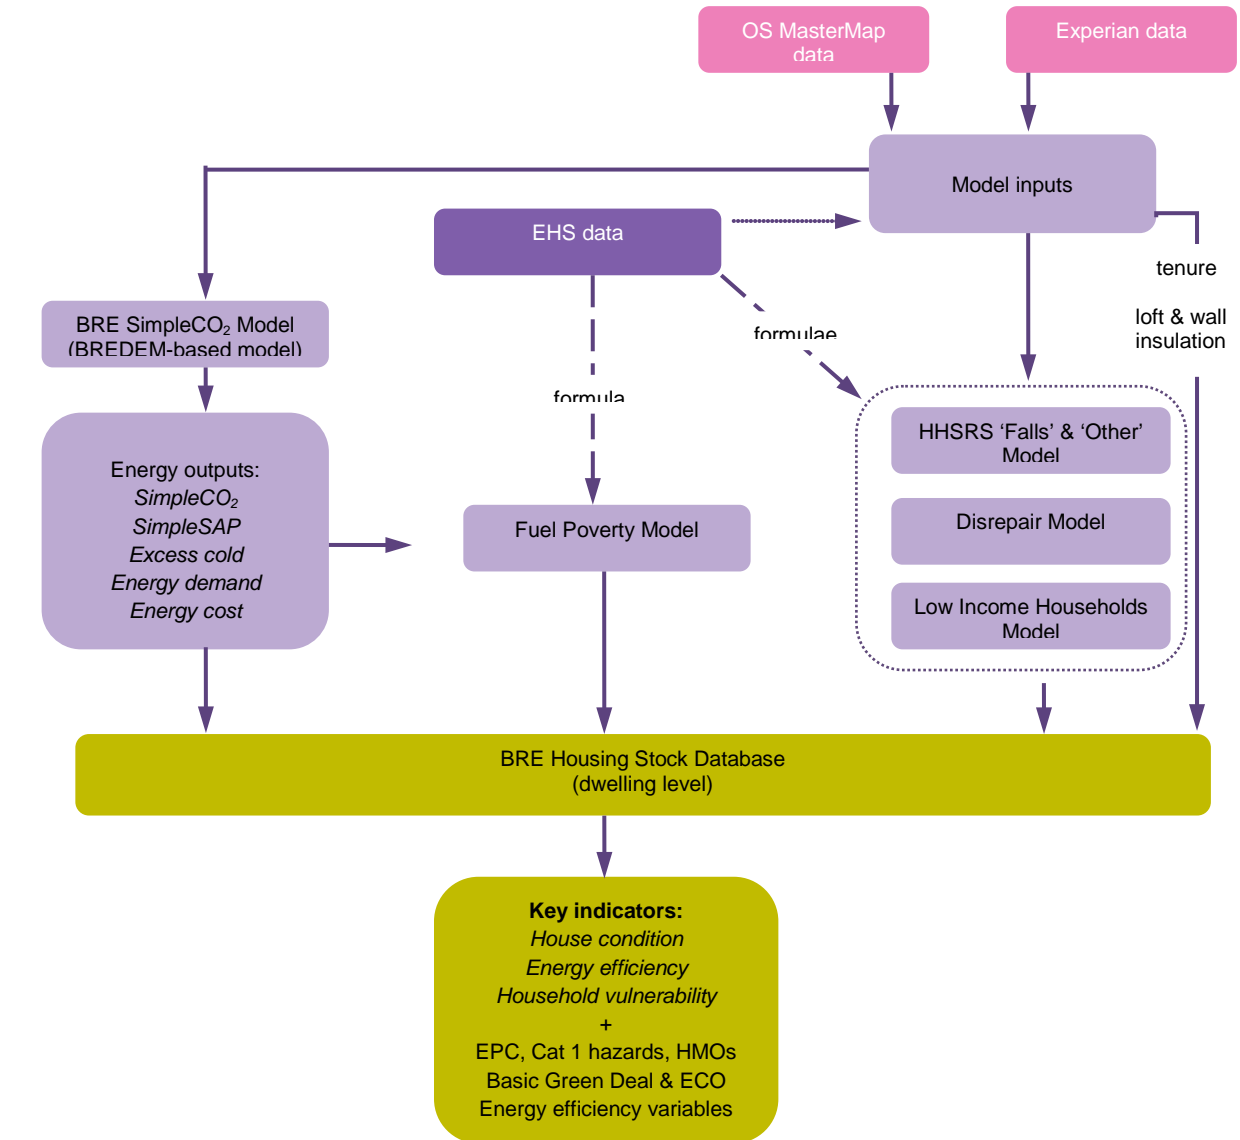 OS MasterMap
data
Experian data
Model inputs
EHS data
tenure
loft & wall
insulation
BRE SimpleCO₂ Model
(BREDEM-based model)
formulae
formula
HHSRS ‘Falls’ & ‘Other’
Model
Energy outputs:
SimpleCO₂
SimpleSAP
Excess cold
Energy demand
Energy cost
Fuel Poverty Model
Disrepair Model
Low Income Households
Model
BRE Housing Stock Database
(dwelling level)
Key indicators:
House condition
Energy efficiency
Household vulnerability
+
EPC, Cat 1 hazards, HMOs
Basic Green Deal & ECO
Energy efficiency variables